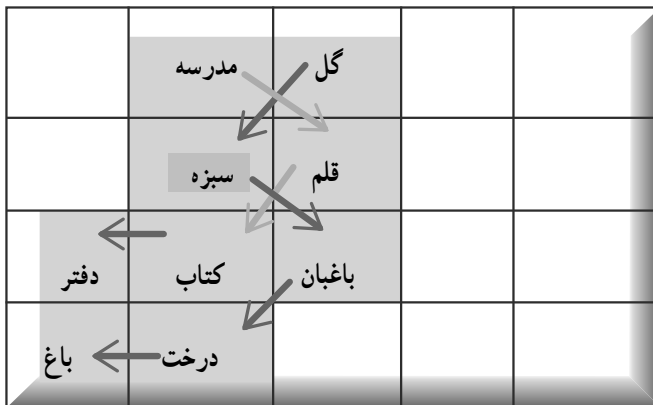 گل مدرسه
قلم سبزه
باغبان کتاب دفتر
درخت باغ